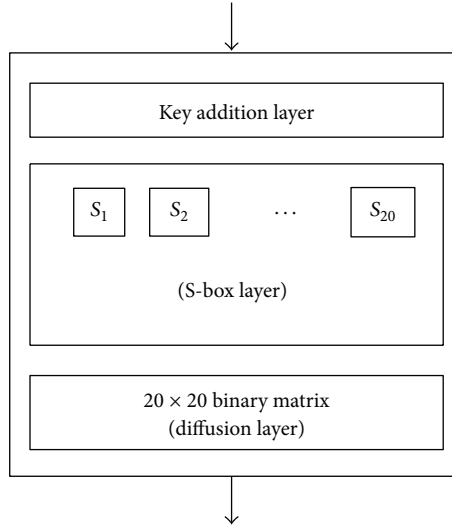 Key addition layer
S₁ S₂ ... S₂₀
(S-box layer)
20 × 20 binary matrix
(diffusion layer)